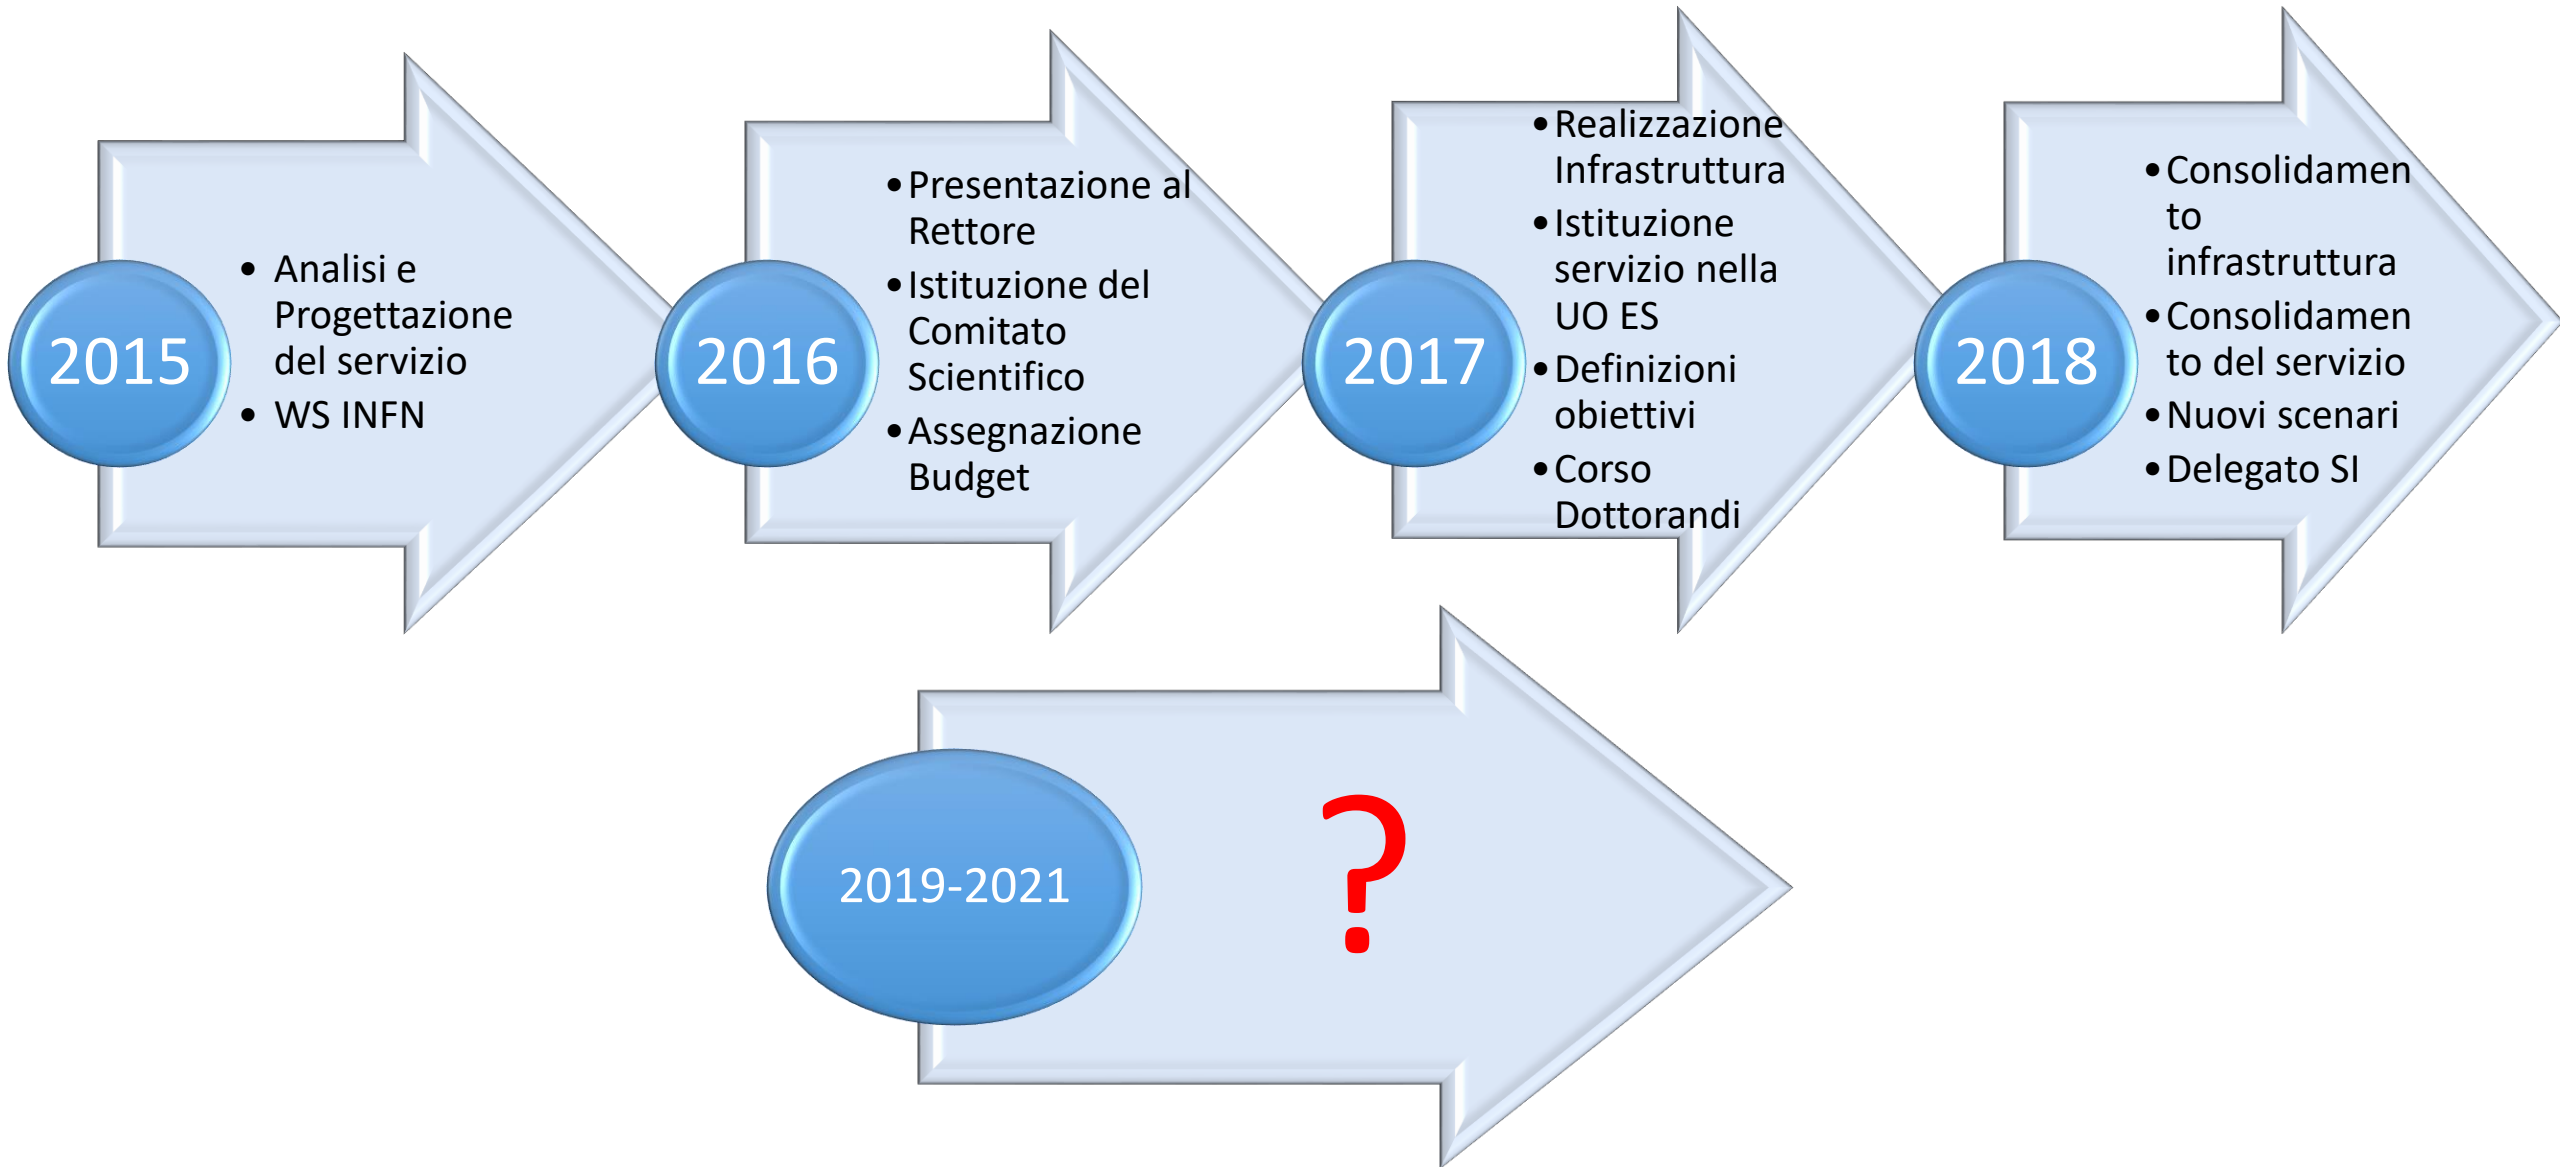 2015
• Analisi e
Progettazione
del servizio
• WS INFN
2016
• Presentazione al
Rettore
• Istituzione del
Comitato
Scientifico
• Assegnazione
Budget
2017
• Realizzazione
Infrastruttura
• Istituzione
servizio nella
UO ES
• Definizioni
obiettivi
• Corso
Dottorandi
2018
• Consolidamen
to
infrastruttura
• Consolidamen
to del servizio
• Nuovi scenari
• Delegato SI
2019-2021
?